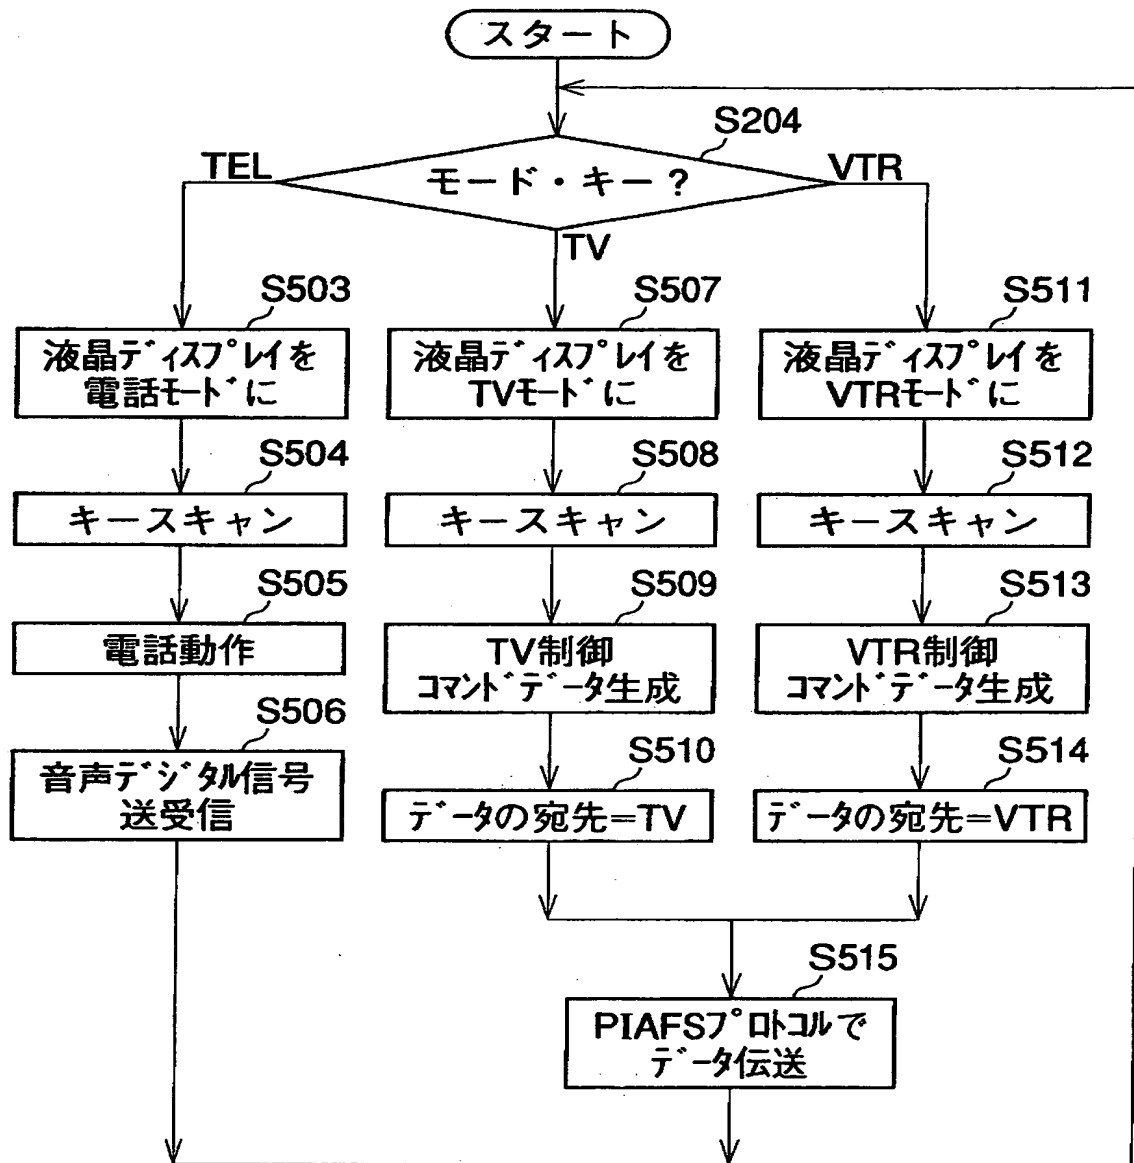 スタート
S204
モード・キー?
TEL
VTR
TV
S503
液晶ディスプレイを
電話モードに
S504
キースキャン
S505
電話動作
S506
音声デジタル信号
送受信
S507
液晶ディスプレイを
TVモードに
S508
キースキャン
S509
TV制御
コマンドデータ生成
S510
データの宛先=TV
S511
液晶ディスプレイを
VTRモードに
S512
キースキャン
S513
VTR制御
コマンドデータ生成
S514
データの宛先=VTR
S515
PIAFSプロトコルで
データ伝送